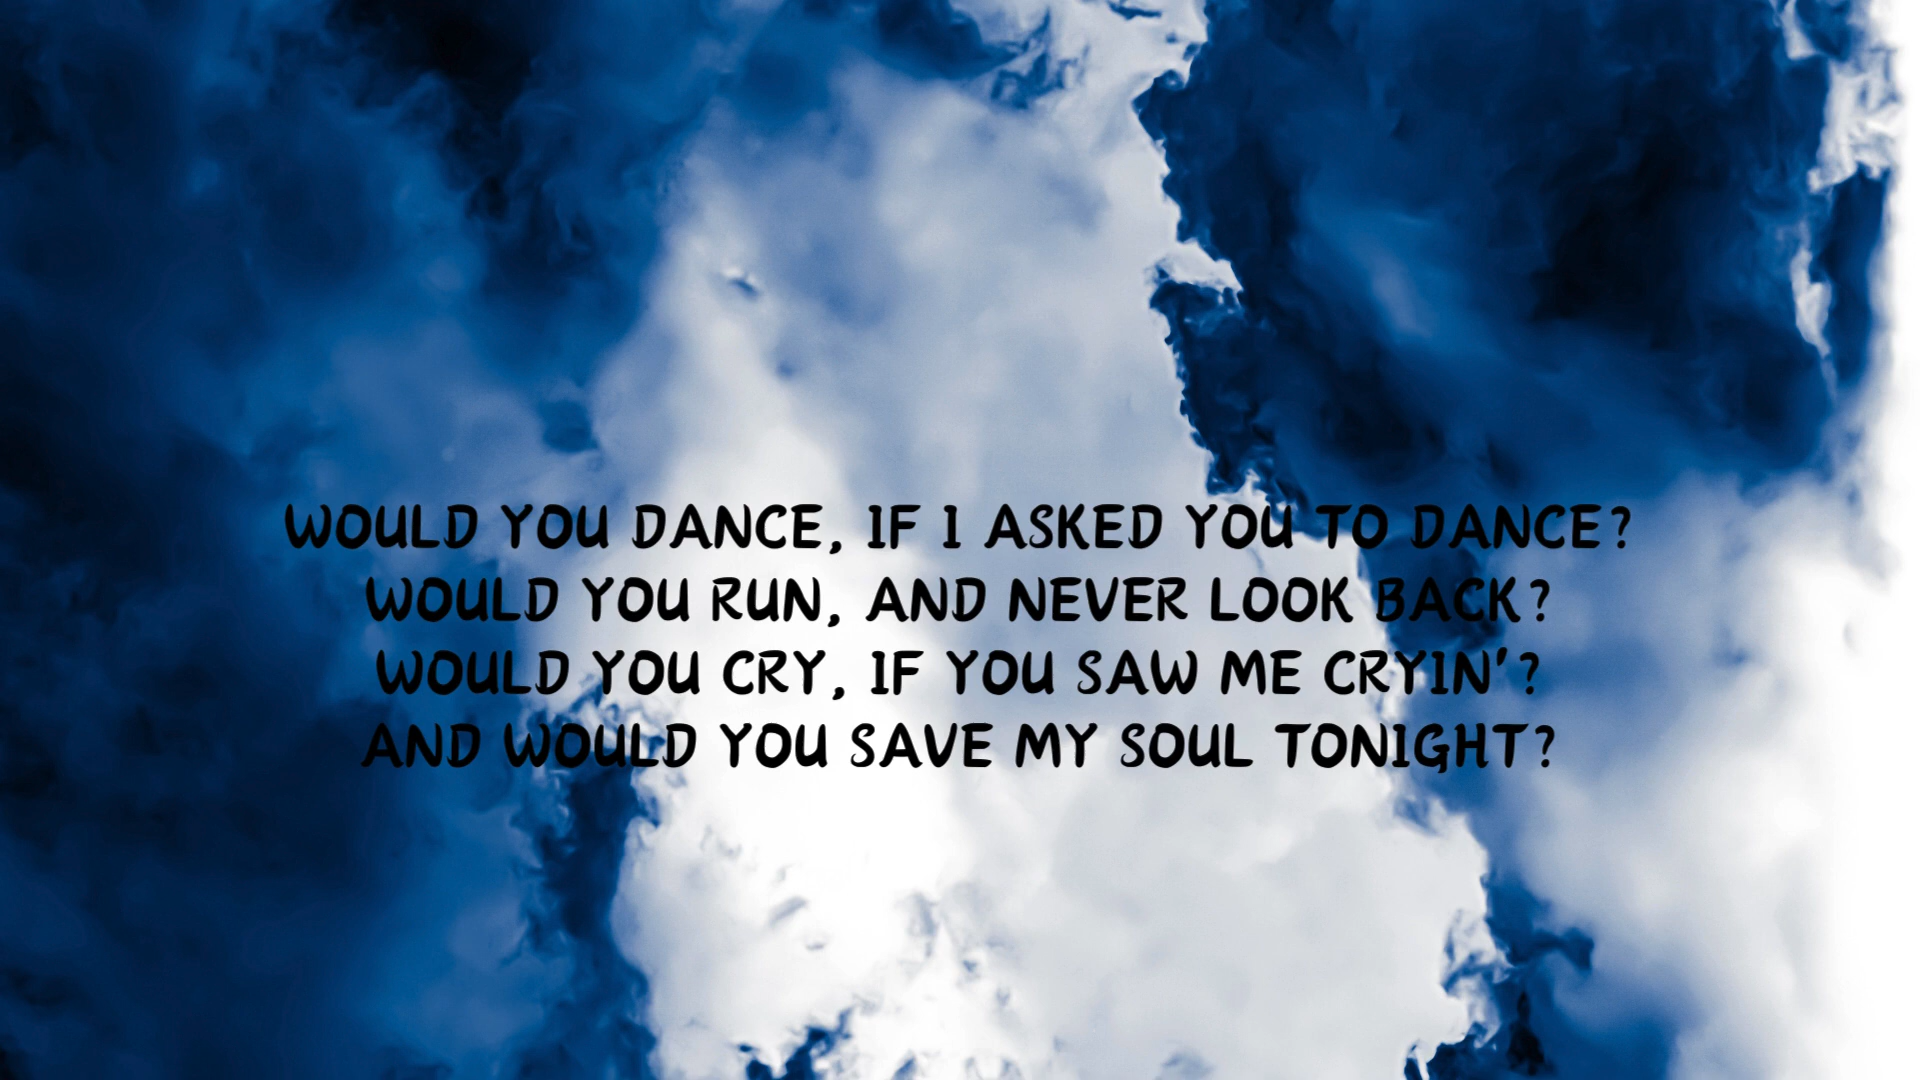 WOULD YOU DANCE, IF I ASKED YOU TO DANCE?
WOULD YOU RUN, AND NEVER LOOK BACK?
WOULD YOU CRY, IF YOU SAW ME CRYIN'?
AND WOULD YOU SAVE MY SOUL TONIGHT?